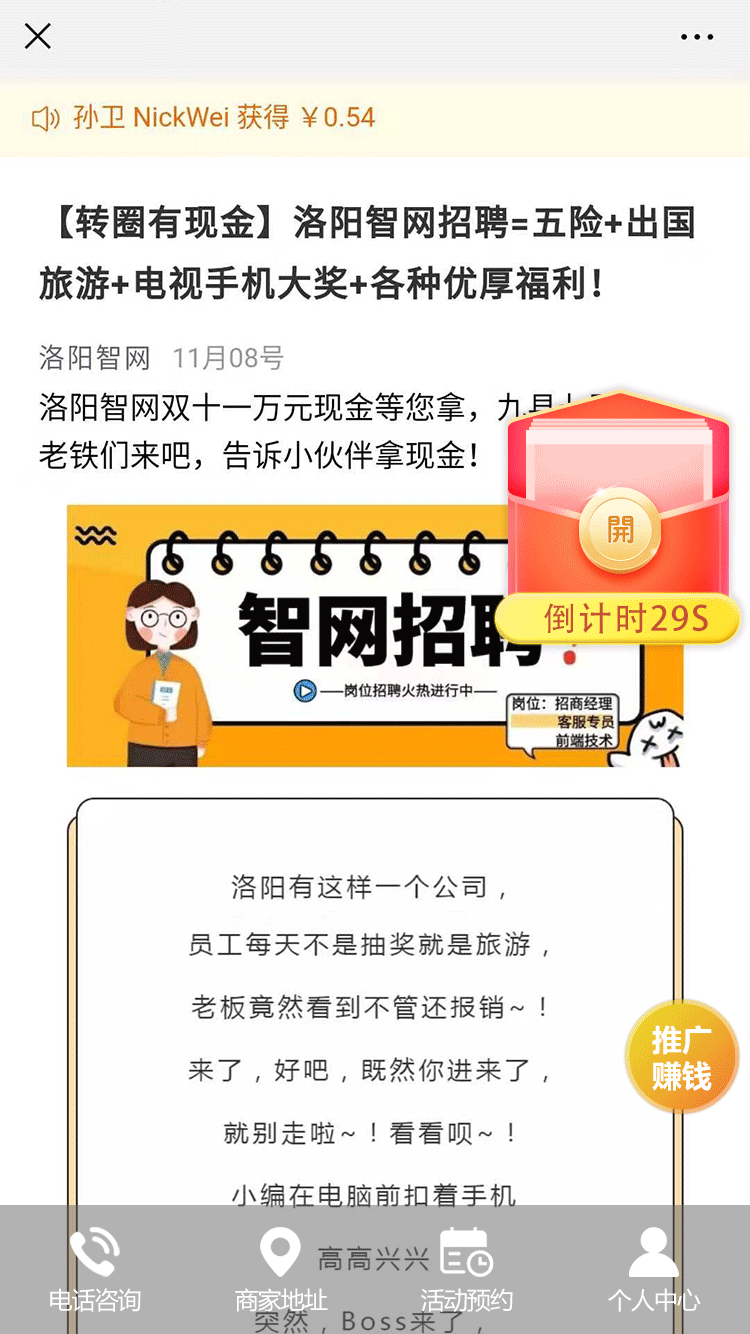 孙卫 NickWei 获得 ￥0.54
【转圈有现金】洛阳智网招聘=五险+出国
旅游+电视手机大奖+各种优厚福利！
洛阳智网 11月08号
洛阳智网双十一万元现金等您拿，九县
老铁们来吧，告诉小伙伴拿现金！
開
倒计时29S
智网招聘
岗位招聘火热进行中
岗位：招商经理
客服专员
前端技术
洛阳有这样一个公司，
员工每天不是抽奖就是旅游，
老板竟然看到不管还报销~！
来了，好吧，既然你进来了，
推广
赚钱
就别走啦~！看看呗~！
小编在电脑前扣着手机
高高兴兴
突然，Boss来了，
电话咨询
商家地址
活动预约
个人中心